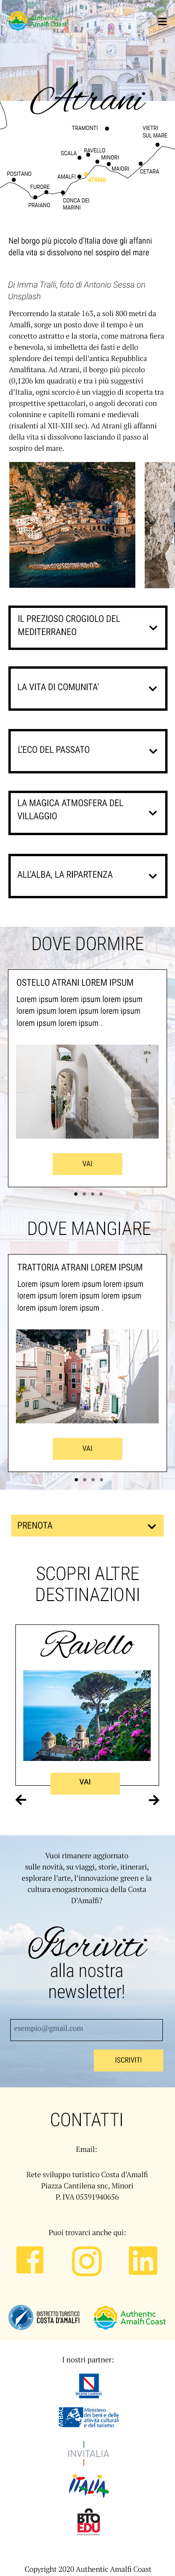 Authentic
Amalfi Coast
Atrani
TRAMONTI
VIETRI
SUL MARE
SCALA
RAVELLO
MINORI
MAIORI
CETARA
POSITANO
AMALFI
ATRANI
FURORE
PRAIANO
CONCA DEI
MARINI
Nel borgo più piccolo d'Italia dove gli affanni
della vita si dissolvono nel sospiro del mare
Di Imma Tralli, foto di Antonio Sessa on
Unsplash
Percorrendo la statale 163, a soli 800 metri da
Amalfi, sorge un posto dove il tempo è un
concetto astratto e la storia, come una mamma fiera
e benevola, si imbelletta dei fasti e dello
splendore dei tempi dell'antica Repubblica
Amalfitana. Ad Atrani, il borgo più piccolo
(0,1206 km quadrati) e tra i più suggestivi
d'Italia, ogni scorcio è un viaggio di scoperta tra
prospettive spettacolari, e angoli decorati con
colonnine e capitelli romani e medievali
(risalenti al XII-XIII sec). Ad Atrani gli affanni
della vita si dissolvono lasciando il passo al
sospiro del mare.
IL PREZIOSO CROGIOLO DEL
MEDITERRANEO
LA VITA DI COMUNITA'
L'ECO DEL PASSATO
LA MAGICA ATMOSFERA DEL
VILLAGGIO
ALL'ALBA, LA RIPARTENZA
DOVE DORMIRE
OSTELLO ATRANI LOREM IPSUM
Lorem ipsum lorem ipsum lorem ipsum
lorem ipsum lorem ipsum lorem ipsum
lorem ipsum lorem ipsum .
VAI
DOVE MANGIARE
TRATTORIA ATRANI LOREM IPSUM
Lorem ipsum lorem ipsum lorem ipsum
lorem ipsum lorem ipsum lorem ipsum
lorem ipsum lorem ipsum .
VAI
PRENOTA
SCOPRI ALTRE
DESTINAZIONI
Ravello
VAI
Vuoi rimanere aggiornato
sulle novità, su viaggi, storie, itinerari,
esplorare l'arte, l'innovazione green e la
cultura enogastronomica della Costa
D'Amalfi?
Iscriviti
alla nostra
newsletter!
esempio@gmail.com
ISCRIVITI
CONTATTI
Email:
Rete sviluppo turistico Costa d'Amalfi
Piazza Cantilena snc, Minori
P. IVA 05391940656
Puoi trovarci anche qui:
DISTRETTO TURISTICO
COSTA D'AMALFI
Authentic
Amalfi Coast
I nostri partner:
Ministero
dei beni e delle
attività culturali
e del turismo
INVITALIA
ITALIA
BTO
EDU
Copyright 2020 Authentic Amalfi Coast